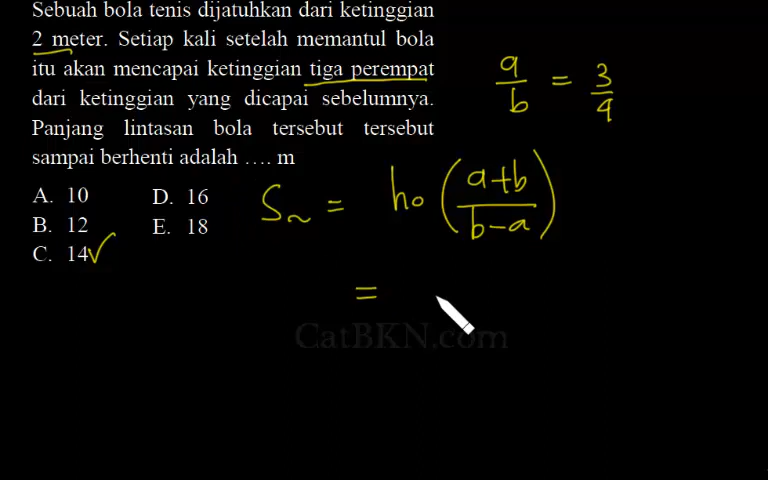 Sebuah bola tenis dijatuhkan dari ketinggian
2 meter. Setiap kali setelah memantul bola
itu akan mencapai ketinggian tiga perempat
dari ketinggian yang dicapai sebelumnya.
Panjang lintasan bola tersebut tersebut
sampai berhenti adalah …. m
A. 10
B. 12
C. 14 ✓
D. 16
E. 18
a/b = 3/4
S~ = h₀ (a+b / b-a)
=
CatBKN.com